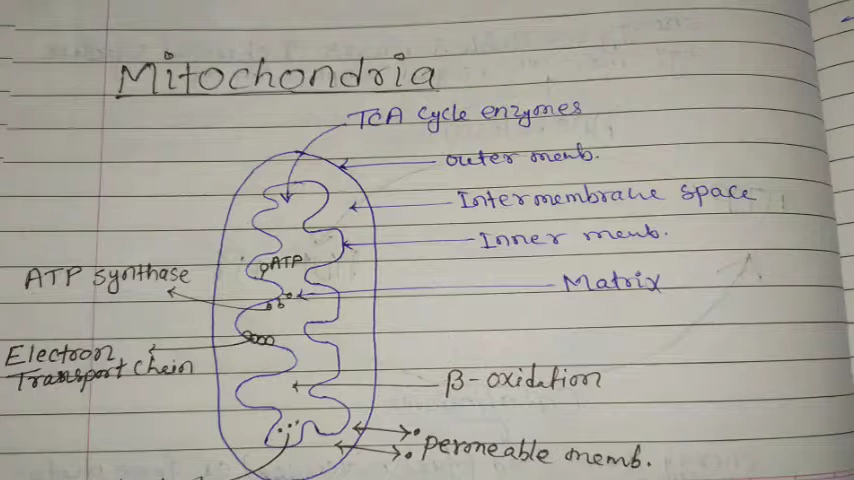 Mitochondria
TCA Cycle enzymes
outer memb.
Intermembrane space
Inner memb.
ATP
ATP synthase
Matrix
Electron
Transport chain
β-oxidation
permeable memb.